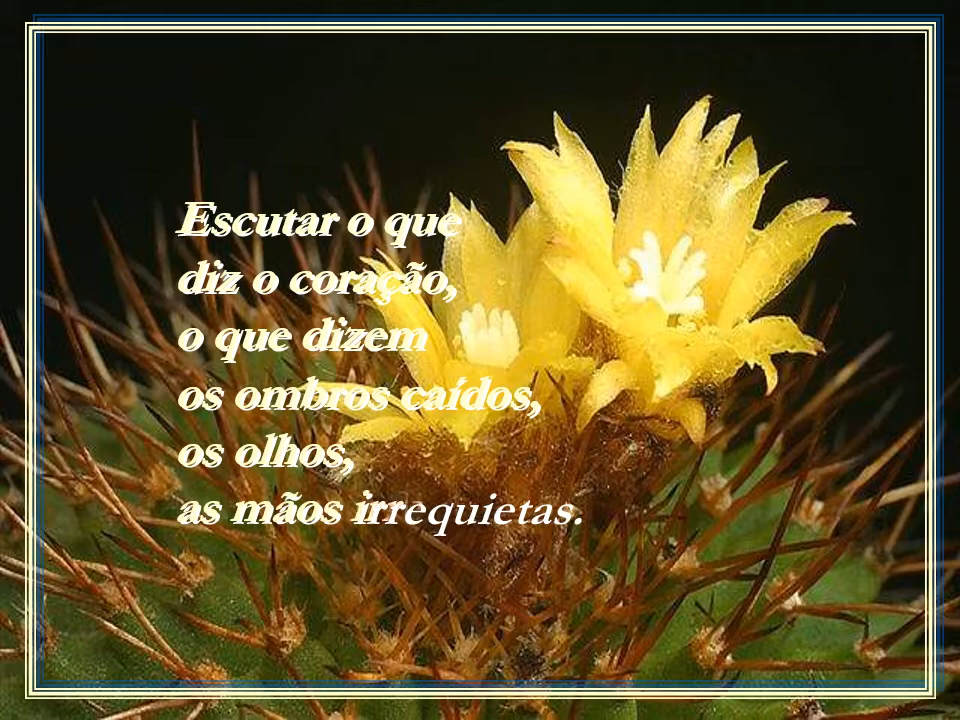 Escutar o que
diz o coração,
o que dizem
os ombros caídos,
os olhos,
as mãos irrequietas.